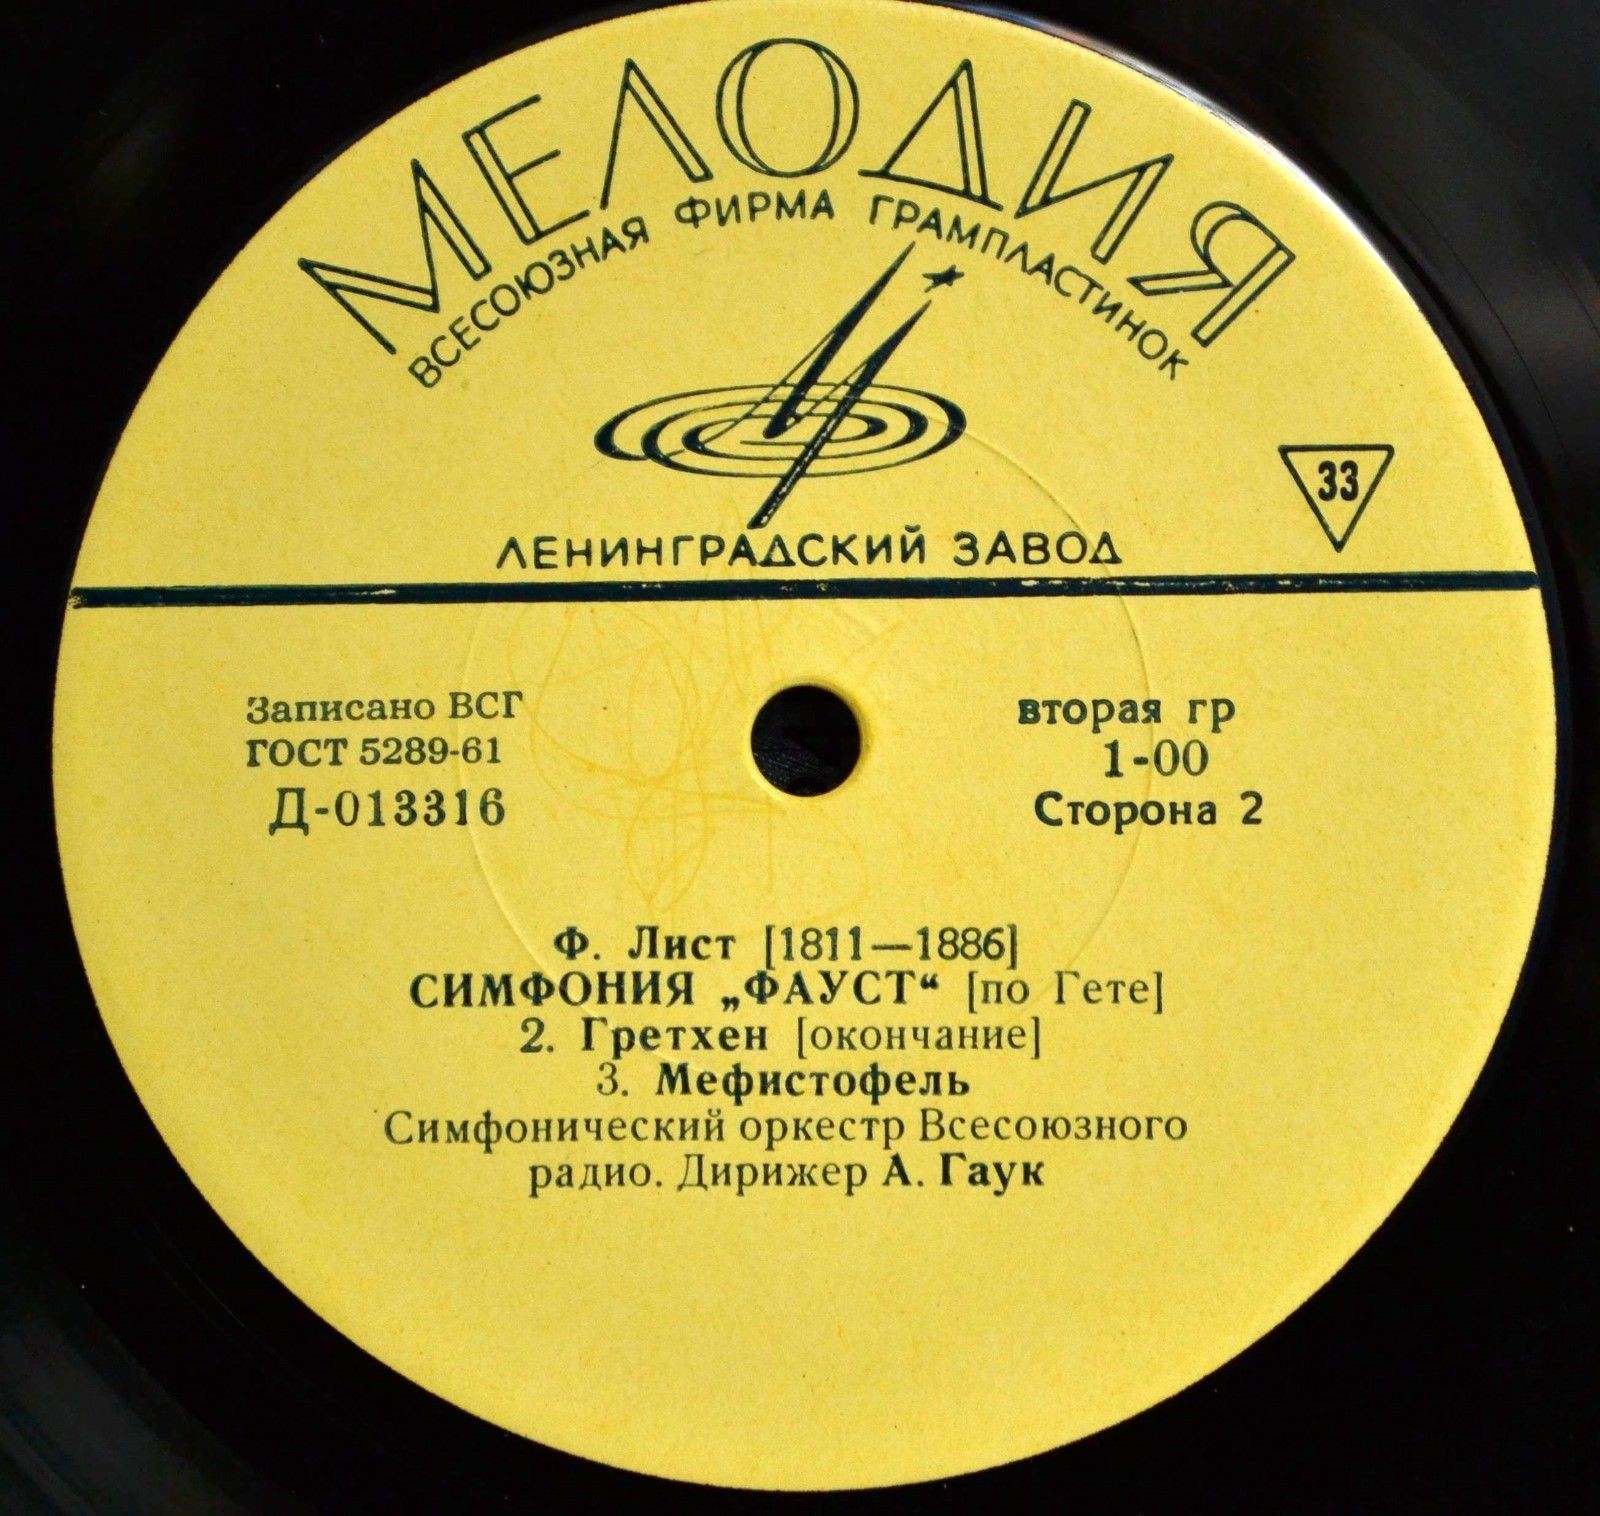 МЕЛОДИЯ
ВСЕСОЮЗНАЯ ФИРМА ГРАМПЛАСТИНОК
33
ЛЕНИНГРАДСКИЙ ЗАВОД
Записано ВСГ
ГОСТ 5289-61
Д-013316
вторая гр
1-00
Сторона 2
Ф. Лист [1811—1886]
СИМФОНИЯ „ФАУСТ“ [по Гете]
2. Гретхен [окончание]
3. Мефистофель
Симфонический оркестр Всесоюзного
радио. Дирижер А. Гаук